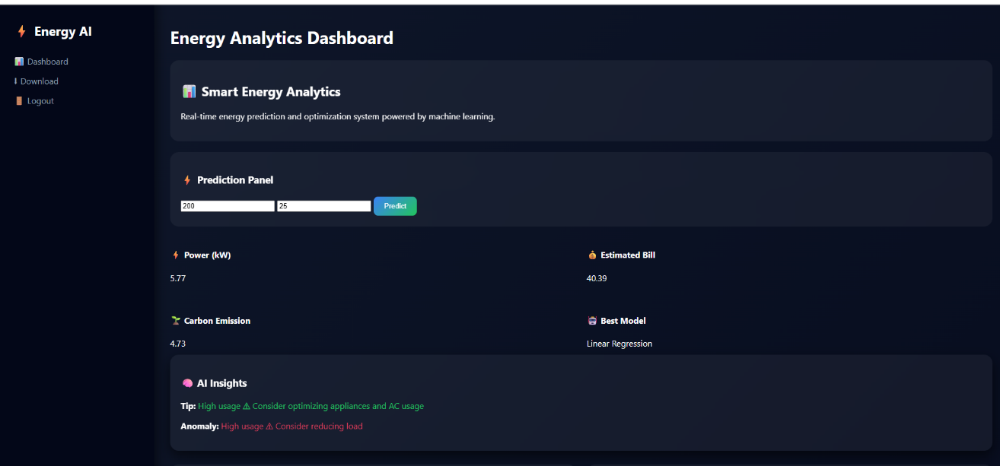 Energy AI
Dashboard
Download
Logout
Energy Analytics Dashboard
Smart Energy Analytics
Real-time energy prediction and optimization system powered by machine learning.
Prediction Panel
200 25 Predict
Power (kW)
5.77
Estimated Bill
40.39
Carbon Emission
4.73
Best Model
Linear Regression
AI Insights
Tip: High usage ⚠ Consider optimizing appliances and AC usage
Anomaly: High usage ⚠ Consider reducing load